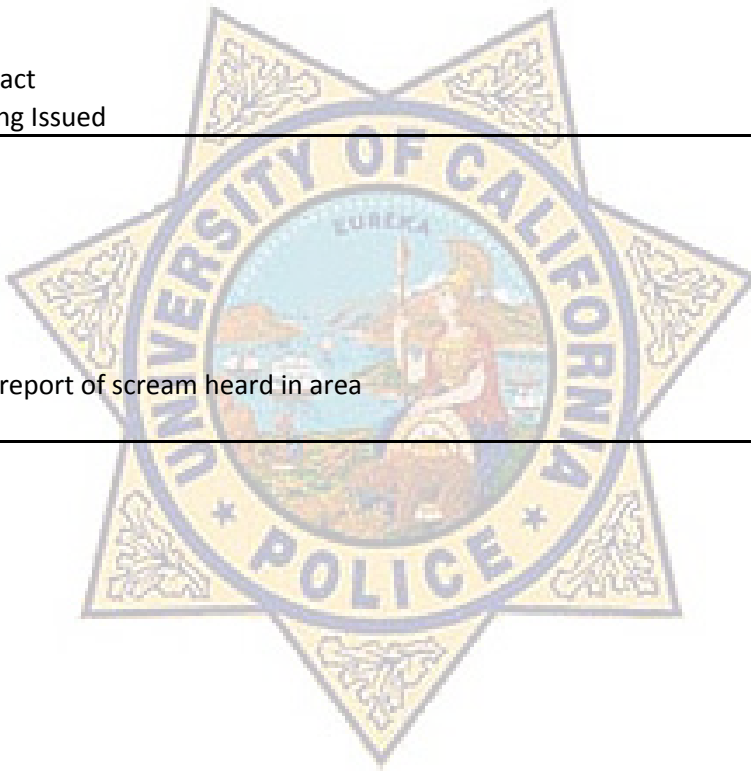 act
ng Issued
UNIVERSITY OF CALIFORNIA
EUREKA
report of scream heard in area
POLICE